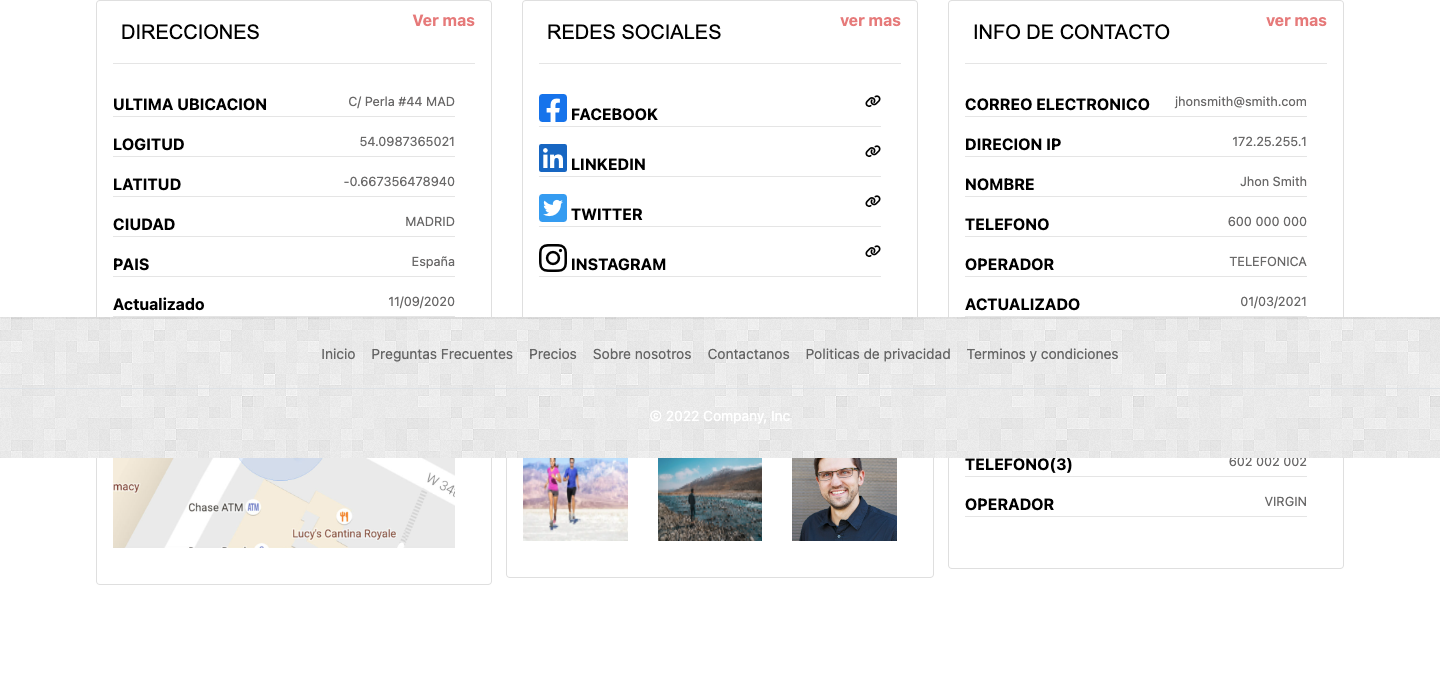 DIRECCIONES
Ver mas
ULTIMA UBICACION
C/ Perla #44 MAD
LOGITUD
54.0987365021
LATITUD
-0.667356478940
CIUDAD
MADRID
PAIS
España
Actualizado
11/09/2020
REDES SOCIALES
ver mas
FACEBOOK
LINKEDIN
TWITTER
INSTAGRAM
INFO DE CONTACTO
ver mas
CORREO ELECTRONICO
jhonsmith@smith.com
DIRECION IP
172.25.255.1
NOMBRE
Jhon Smith
TELEFONO
600 000 000
OPERADOR
TELEFONICA
ACTUALIZADO
01/03/2021
Inicio Preguntas Frecuentes Precios Sobre nosotros Contactanos Politicas de privacidad Terminos y condiciones
© 2022 Company, Inc
macy
W 34
Chase ATM
ATM
Lucy's Cantina Royale
TELEFONO(3)
602 002 002
OPERADOR
VIRGIN